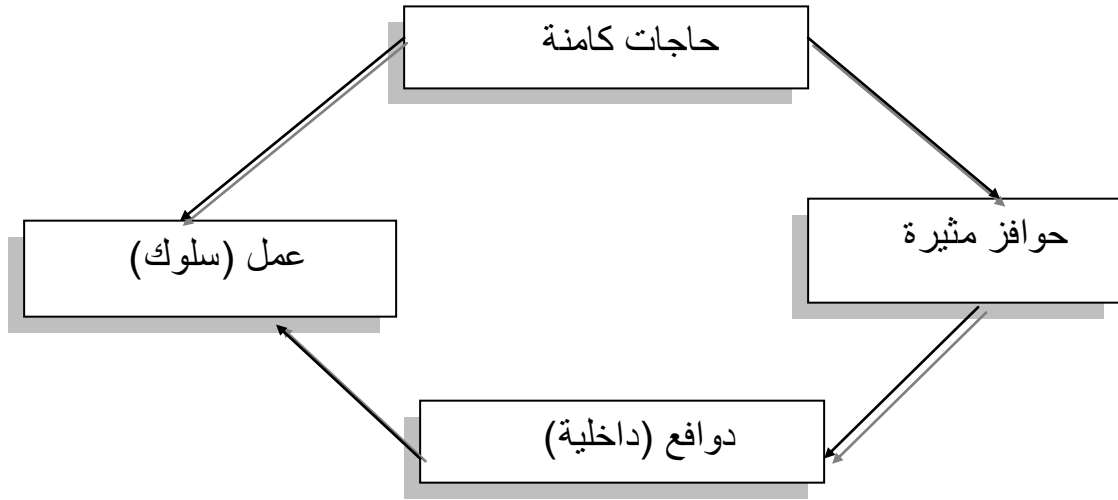 حاجات كامنة
حوافز مثيرة
عمل (سلوك)
دوافع (داخلية)